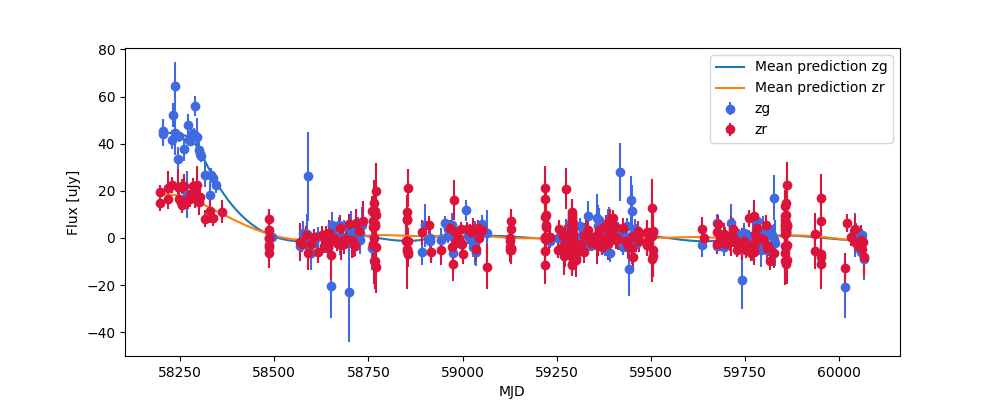 80
60
40
20
0
−20
−40
Flux [uJy]
58250
58500
58750
59000
59250
59500
59750
60000
MJD
Mean prediction zg
Mean prediction zr
zg
zr